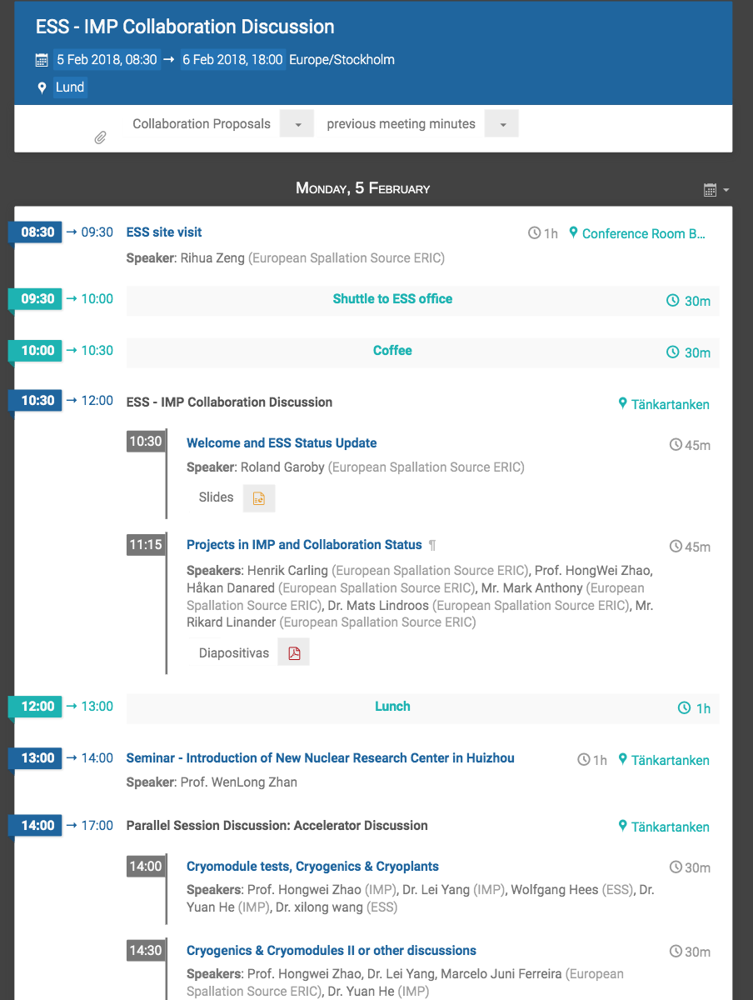 ESS - IMP Collaboration Discussion
5 Feb 2018, 08:30 → 6 Feb 2018, 18:00 Europe/Stockholm
Lund
Collaboration Proposals previous meeting minutes
Monday, 5 February
08:30 → 09:30 ESS site visit 1h Conference Room B...
Speaker: Rihua Zeng (European Spallation Source ERIC)
09:30 → 10:00 Shuttle to ESS office 30m
10:00 → 10:30 Coffee 30m
10:30 → 12:00 ESS - IMP Collaboration Discussion Tänkartanken
10:30 Welcome and ESS Status Update 45m
Speaker: Roland Garoby (European Spallation Source ERIC)
Slides
11:15 Projects in IMP and Collaboration Status ¶ 45m
Speakers: Henrik Carling (European Spallation Source ERIC), Prof. HongWei Zhao,
Håkan Danared (European Spallation Source ERIC), Mr. Mark Anthony (European
Spallation Source ERIC), Dr. Mats Lindroos (European Spallation Source ERIC), Mr.
Rikard Linander (European Spallation Source ERIC)
Diapositivas
12:00 → 13:00 Lunch 1h
13:00 → 14:00 Seminar - Introduction of New Nuclear Research Center in Huizhou 1h Tänkartanken
Speaker: Prof. WenLong Zhan
14:00 → 17:00 Parallel Session Discussion: Accelerator Discussion Tänkartanken
14:00 Cryomodule tests, Cryogenics & Cryoplants 30m
Speakers: Prof. Hongwei Zhao (IMP), Dr. Lei Yang (IMP), Wolfgang Hees (ESS), Dr.
Yuan He (IMP), Dr. xilong wang (ESS)
14:30 Cryogenics & Cryomodules II or other discussions 30m
Speakers: Prof. Hongwei Zhao, Dr. Lei Yang, Marcelo Juni Ferreira (European
Spallation Source ERIC), Dr. Yuan He (IMP)